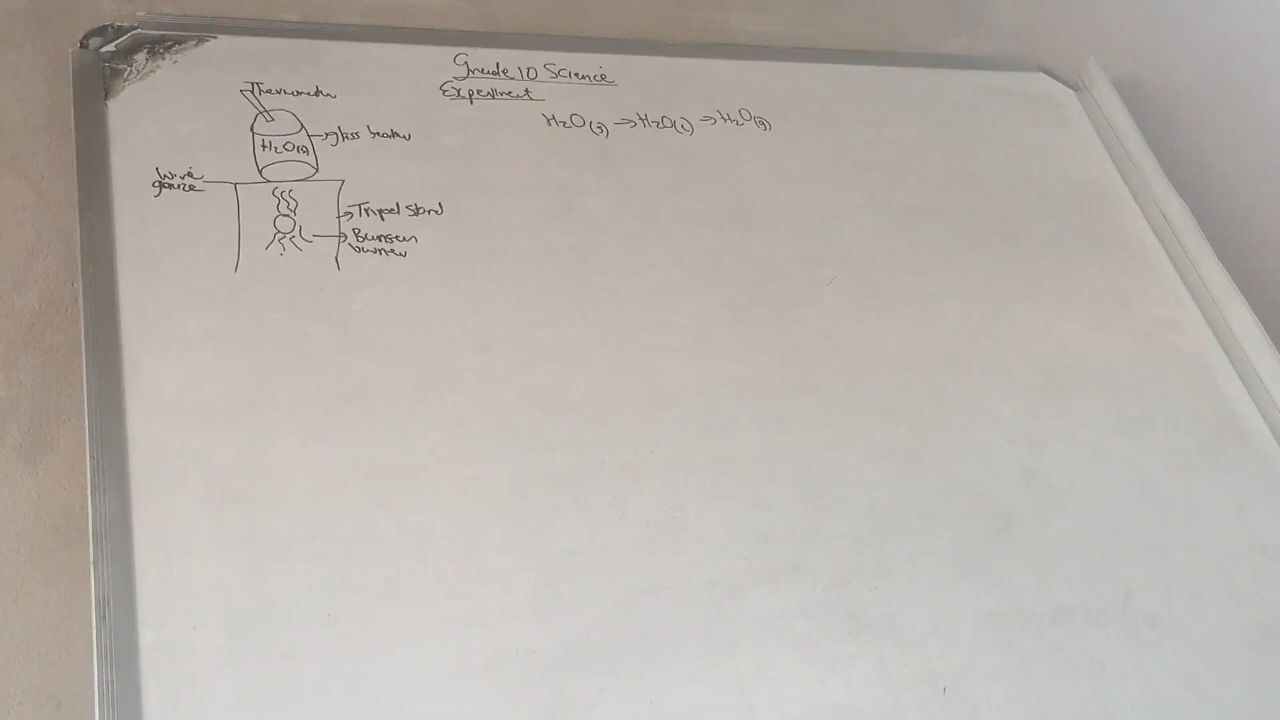 Grade 10 Science
Experiment
H₂O(s) → H₂O(l) → H₂O(g)
Thermometer
glass beaker
H₂O(s)
Wire
gauze
Tripod Stand
Bunsen
burner